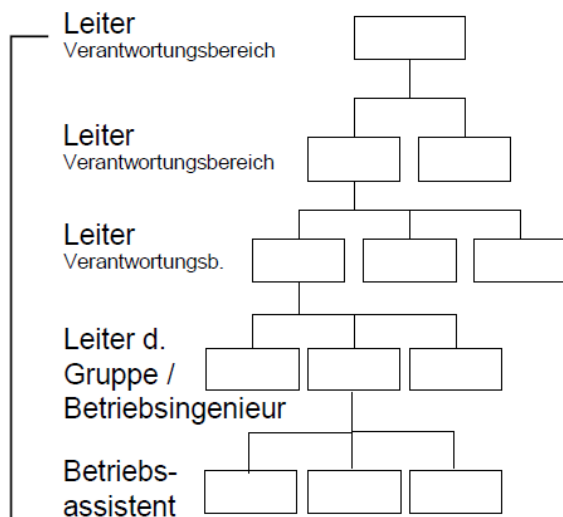 Leiter
Verantwortungsbereich
Leiter
Verantwortungsbereich
Leiter
Verantwortungsb.
Leiter d.
Gruppe /
Betriebsingenieur
Betriebs-
assistent